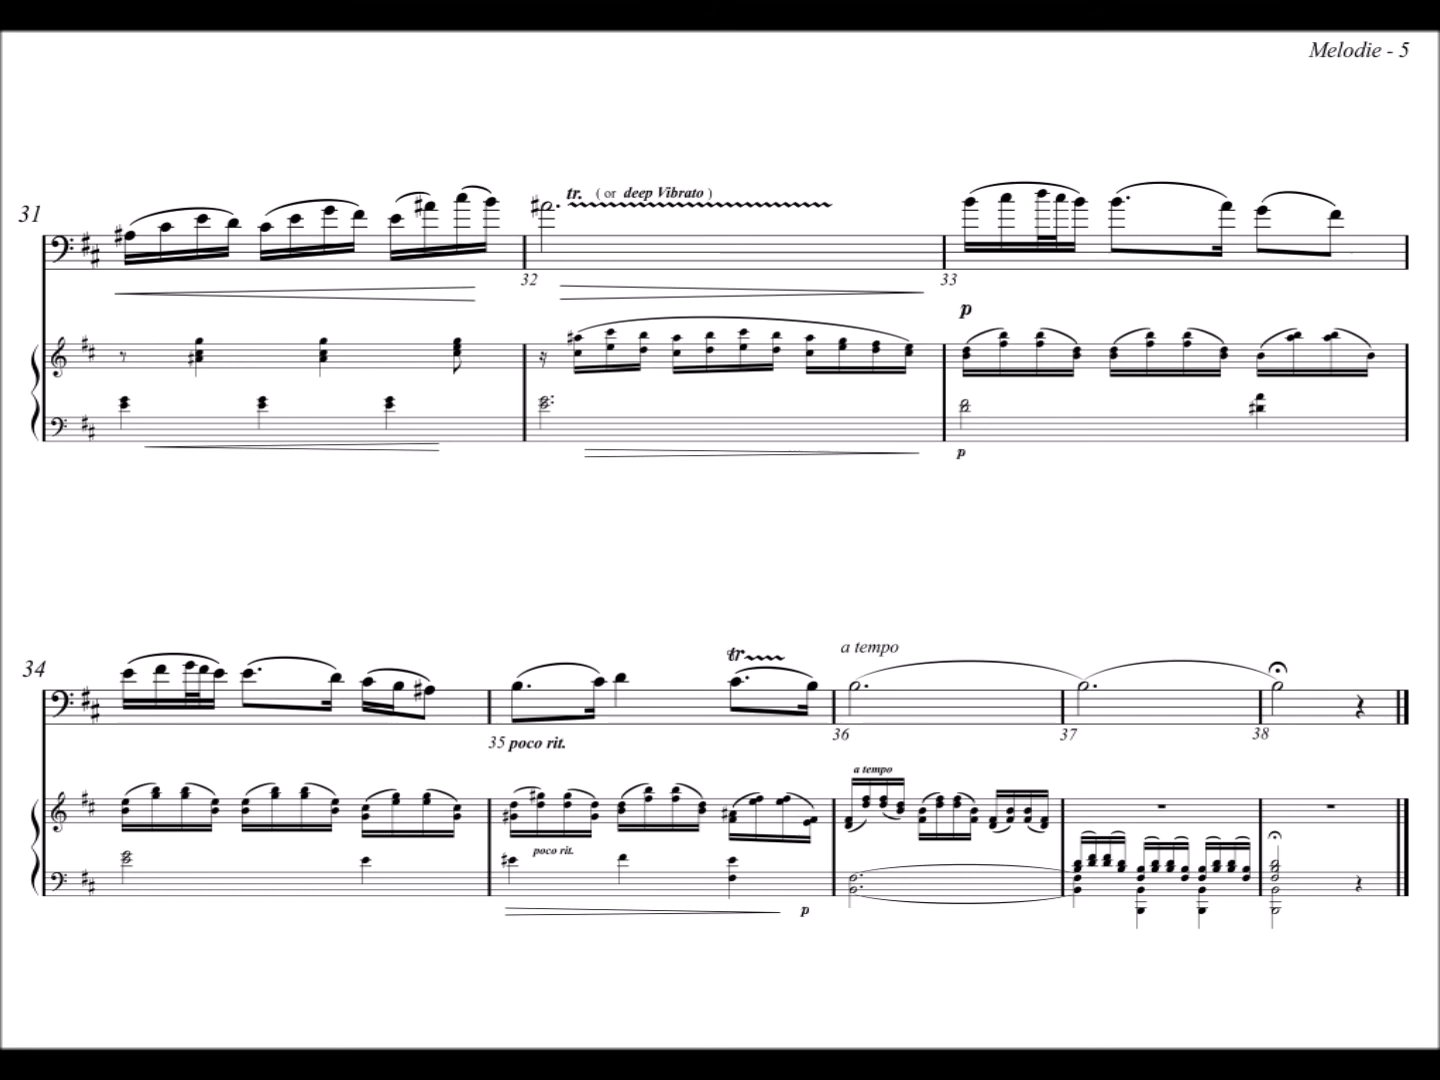 Melodie - 5
31
tr. ( or deep Vibrato )
32
33
p
p
34
tr
a tempo
35 poco rit.
36
37
38
a tempo
poco rit.
p